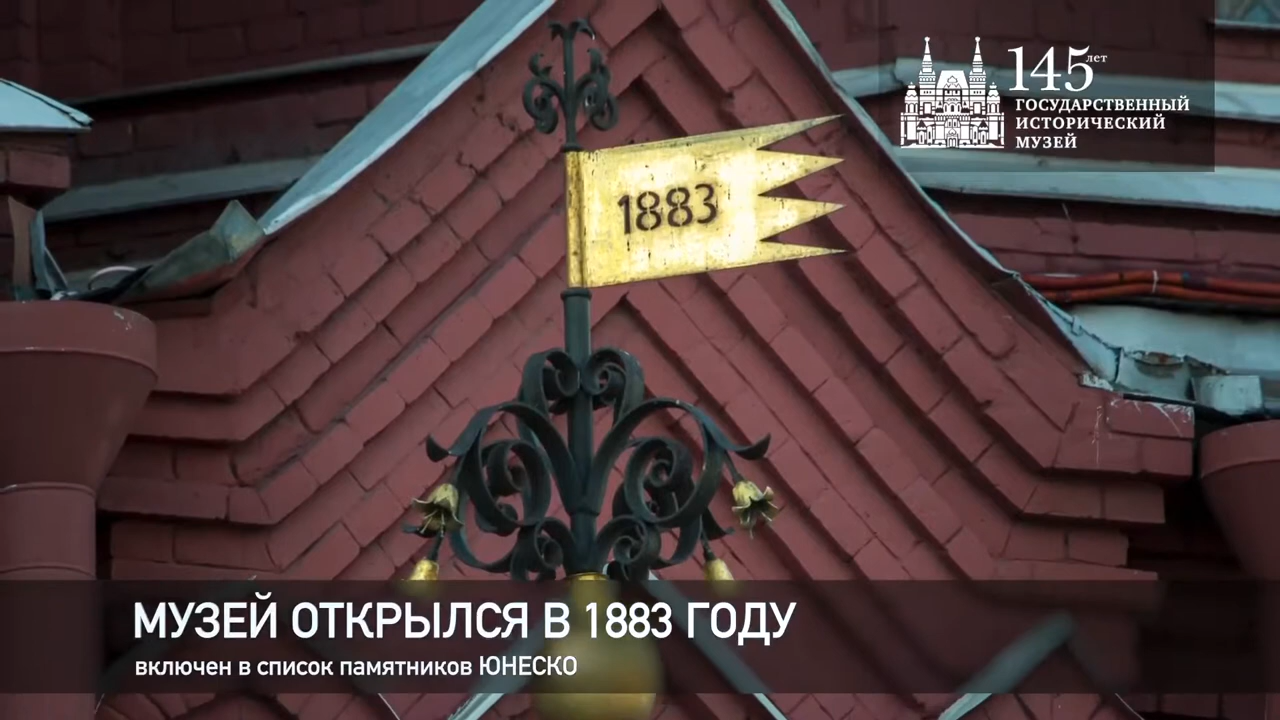 145 лет
ГОСУДАРСТВЕННЫЙ
ИСТОРИЧЕСКИЙ
МУЗЕЙ
1883
МУЗЕЙ ОТКРЫЛСЯ В 1883 ГОДУ
включен в список памятников ЮНЕСКО